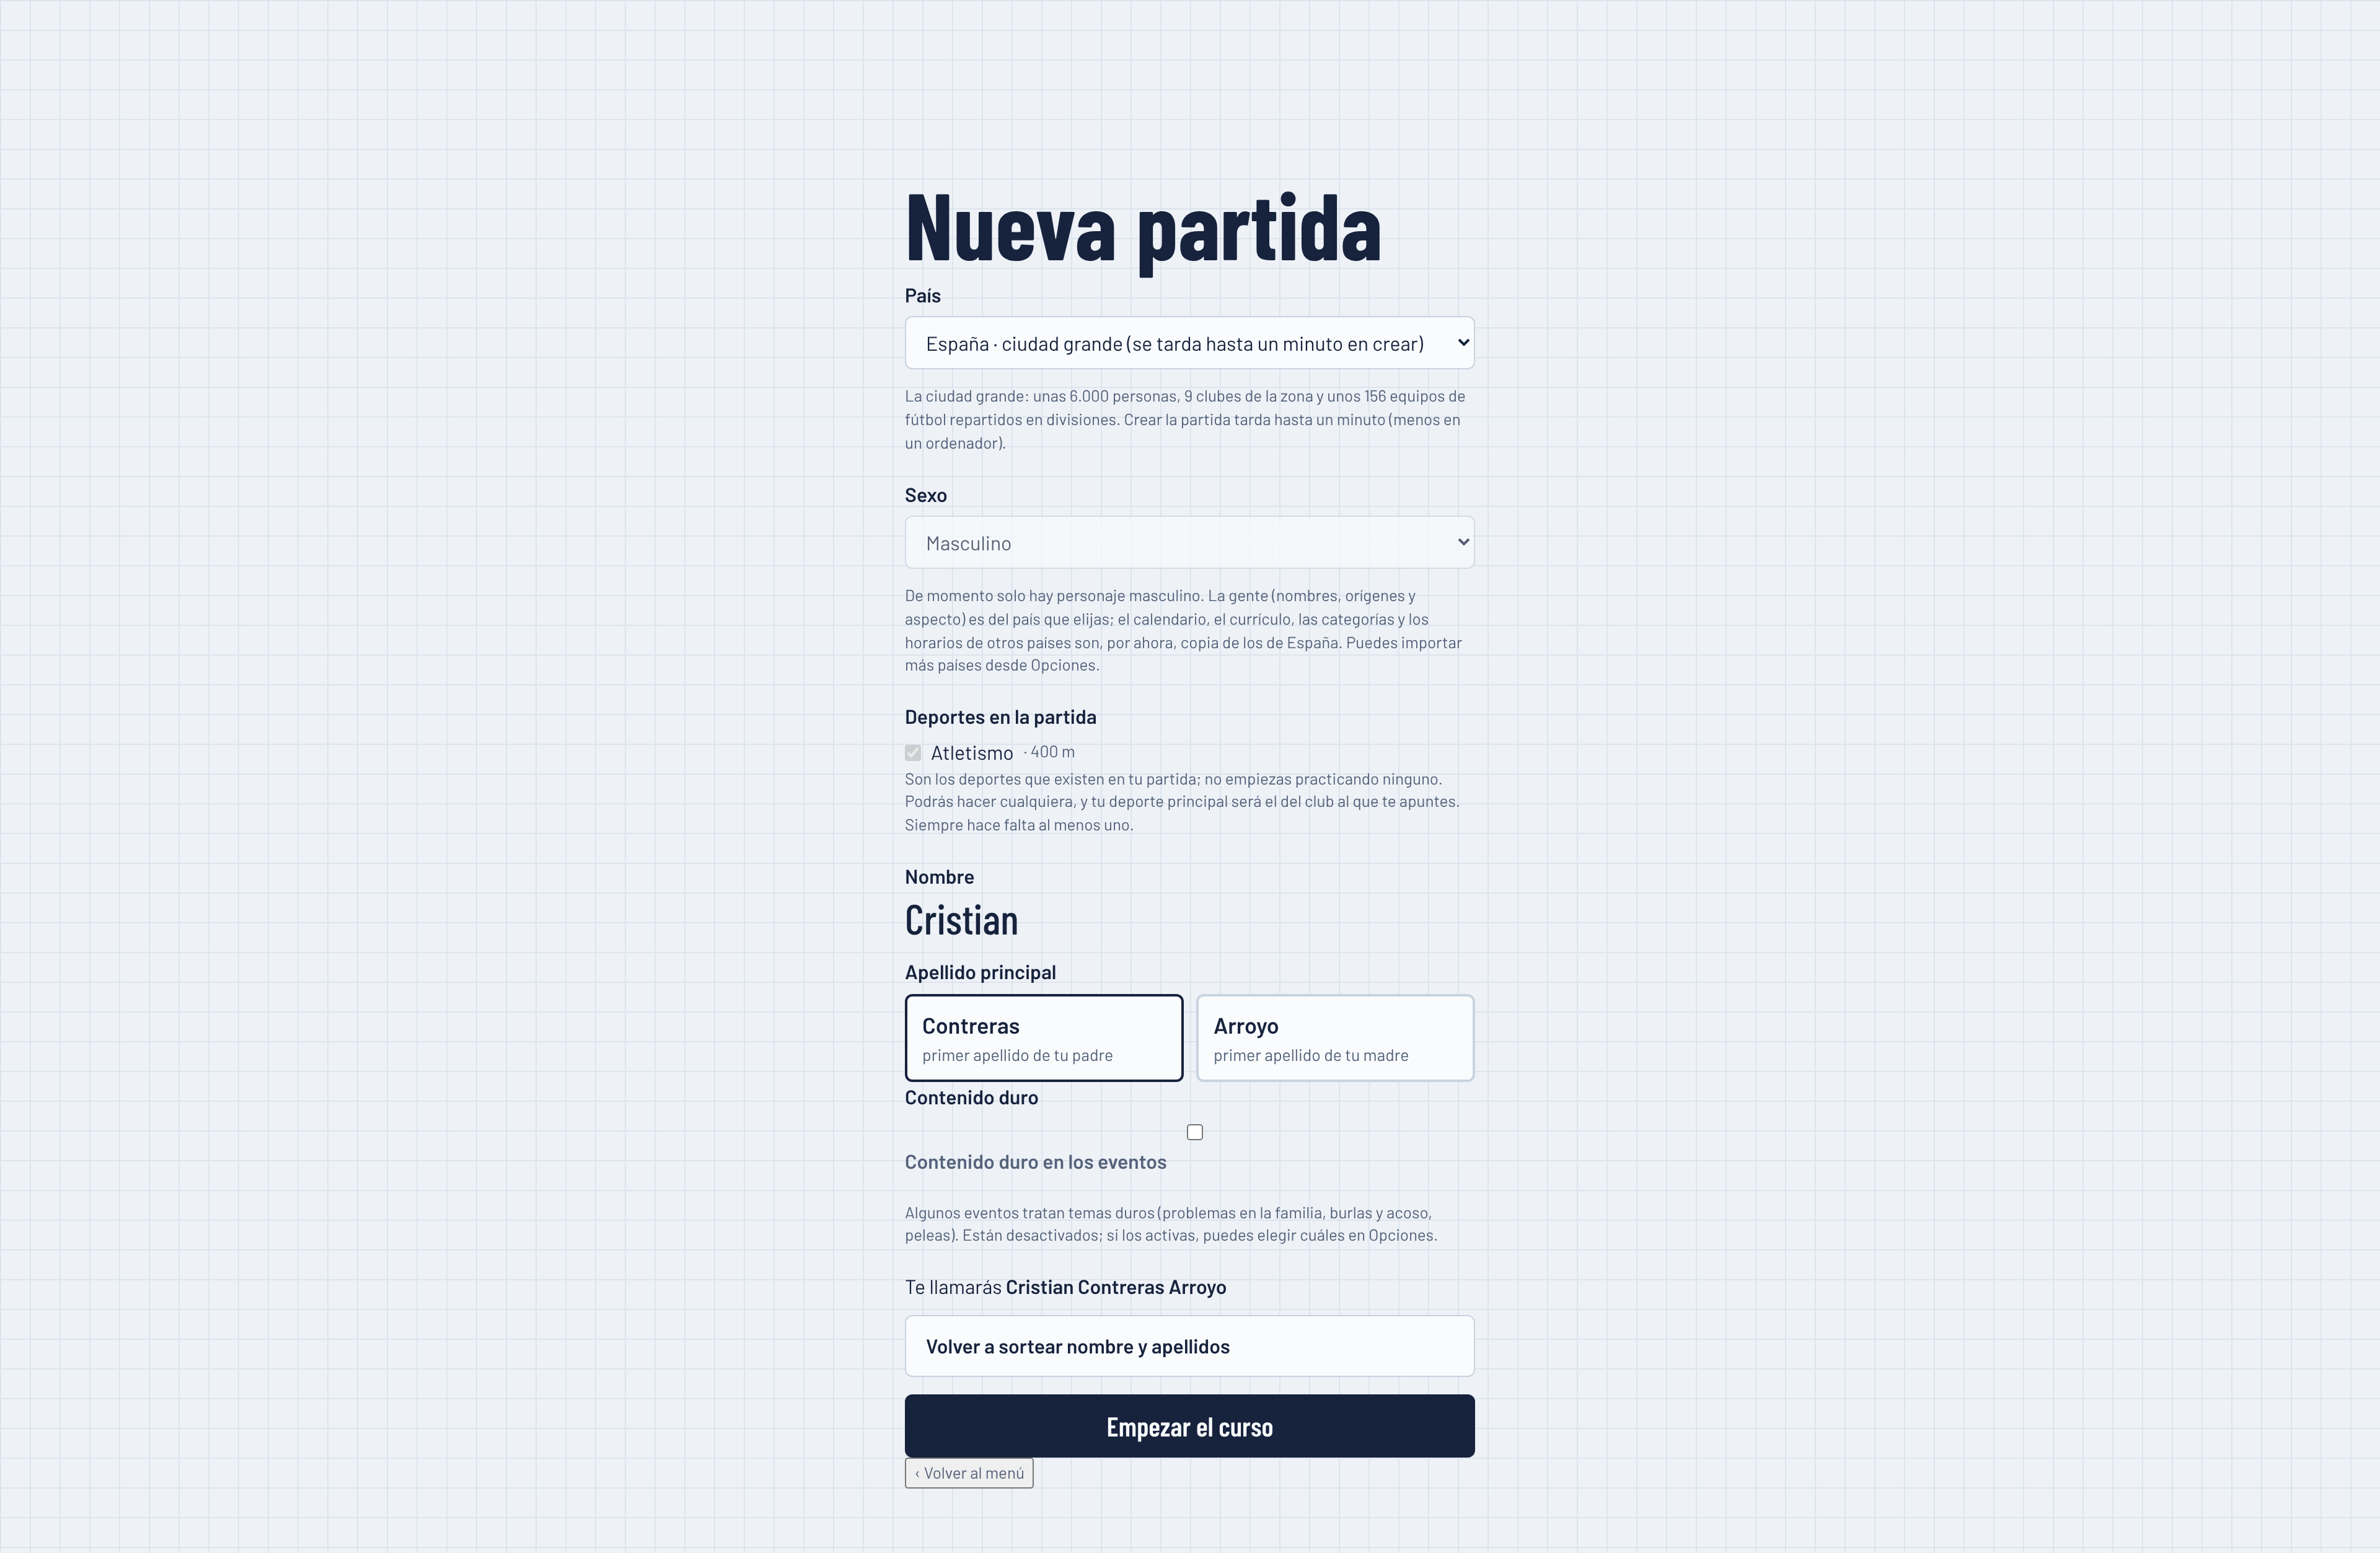 Nueva partida
País
España · ciudad grande (se tarda hasta un minuto en crear)
La ciudad grande: unas 6.000 personas, 9 clubes de la zona y unos 156 equipos de
fútbol repartidos en divisiones. Crear la partida tarda hasta un minuto (menos en
un ordenador).
Sexo
Masculino
De momento solo hay personaje masculino. La gente (nombres, orígenes y
aspecto) es del país que elijas; el calendario, el currículo, las categorías y los
horarios de otros países son, por ahora, copia de los de España. Puedes importar
más países desde Opciones.
Deportes en la partida
Atletismo · 400 m
Son los deportes que existen en tu partida; no empiezas practicando ninguno.
Podrás hacer cualquiera, y tu deporte principal será el del club al que te apuntes.
Siempre hace falta al menos uno.
Nombre
Cristian
Apellido principal
Contreras
primer apellido de tu padre
Arroyo
primer apellido de tu madre
Contenido duro
Contenido duro en los eventos
Algunos eventos tratan temas duros (problemas en la familia, burlas y acoso,
peleas). Están desactivados; si los activas, puedes elegir cuáles en Opciones.
Te llamarás Cristian Contreras Arroyo
Volver a sortear nombre y apellidos
Empezar el curso
‹ Volver al menú